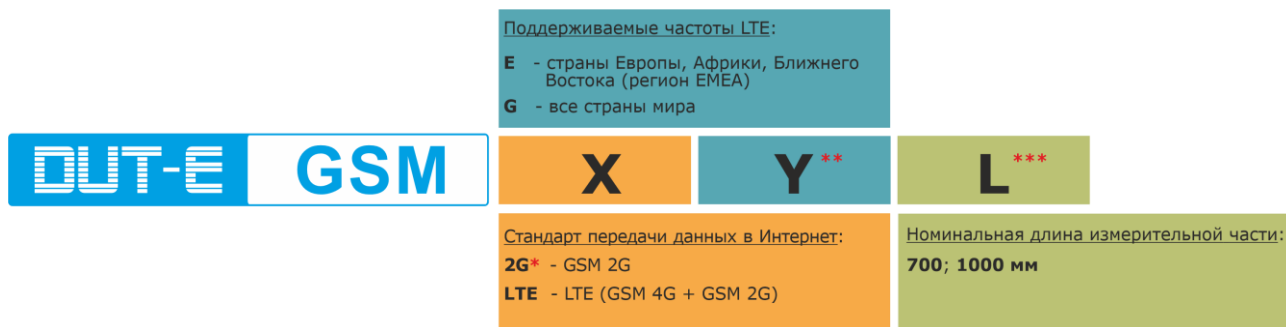 Поддерживаемые частоты LTE:
E - страны Европы, Африки, Ближнего
Востока (регион EMEA)
G - все страны мира
DUT-E GSM X Y** L***
Стандарт передачи данных в Интернет:
2G* - GSM 2G
LTE - LTE (GSM 4G + GSM 2G)
Номинальная длина измерительной части:
700; 1000 мм